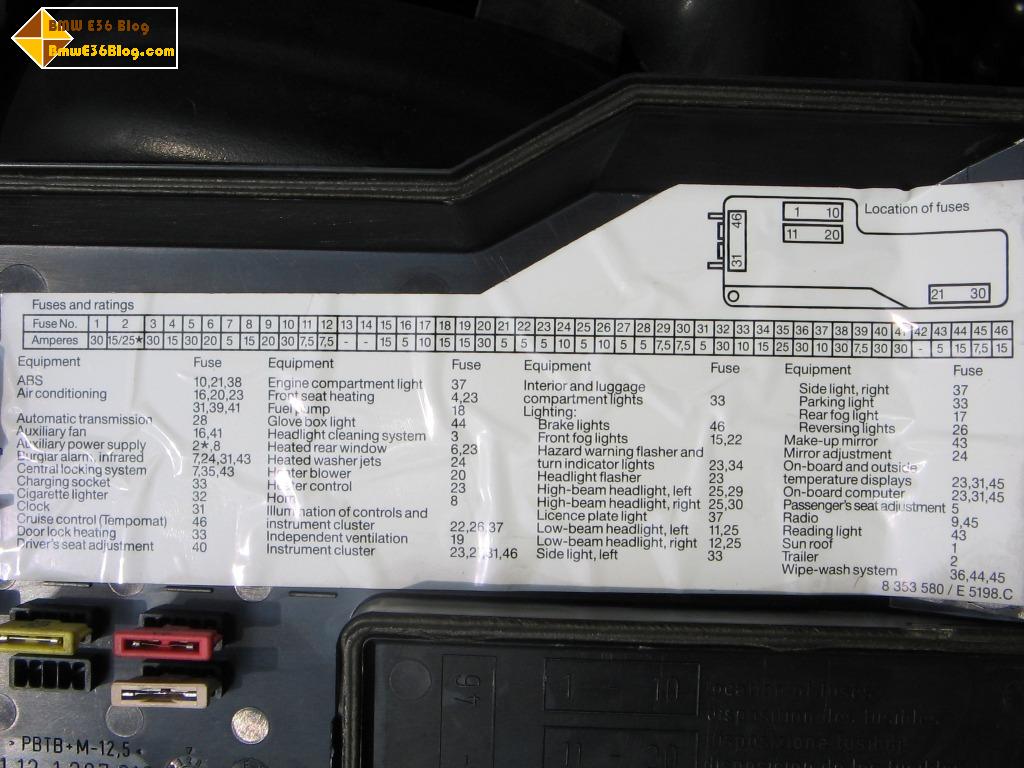 BMW E36 Blog
BmwE36Blog.com
Location of fuses
1 10
11 20
46
31
21 30
Fuses and ratings
Fuse No. 1 2 3 4 5 6 7 8 9 10 11 12 13 14 15 16 17 18 19 20 21 22 23 24 25 26 27 28 29 30 31 32 33 34 35 36 37 38 39 40 41 42 43 44 45 46
Amperes 30 15/25★ 30 15 30 20 5 15 20 30 7,5 7,5 - - 15 5 10 15 15 30 5 5 5 10 5 10 5 5 7,5 7,5 5 30 10 15 25 30 10 30 7,5 30 30 - 5 15 7,5 15
Equipment Fuse
ABS 10,21,38
Air conditioning 16,20,23
31,39,41
Automatic transmission 28
Auxiliary fan 16,41
Auxiliary power supply 2★,8
Burglar alarm, infrared 7,24,31,43
Central locking system 7,35,43
Charging socket 33
Cigarette lighter 32
Clock 31
Cruise control (Tempomat) 46
Door lock heating 33
Driver's seat adjustment 40
Equipment Fuse
Engine compartment light 37
Front seat heating 4,23
Fuel pump 18
Glove box light 44
Headlight cleaning system 3
Heated rear window 6,23
Heated washer jets 24
Heater blower 20
Heater control 23
Horn 8
Illumination of controls and
instrument cluster 22,26,37
Independent ventilation 19
Instrument cluster 23,27,31,46
Equipment Fuse
Interior and luggage
compartment lights 33
Lighting:
Brake lights 46
Front fog lights 15,22
Hazard warning flasher and
turn indicator lights 23,34
Headlight flasher 23
High-beam headlight, left 25,29
High-beam headlight, right 25,30
Licence plate light 37
Low-beam headlight, left 11,25
Low-beam headlight, right 12,25
Side light, left 33
Equipment Fuse
Side light, right 37
Parking light 33
Rear fog light 17
Reversing lights 26
Make-up mirror 43
Mirror adjustment 24
On-board and outside
temperature displays 23,31,45
On-board computer 23,31,45
Passenger's seat adjustment 5
Radio 9,45
Reading light 43
Sun roof 1
Trailer 2
Wipe-wash system 36,44,45
8 353 580 / E 5198.C
46
1 - 10
11 - 20
disposition des fusibles
> PBTB+M-12,5 <